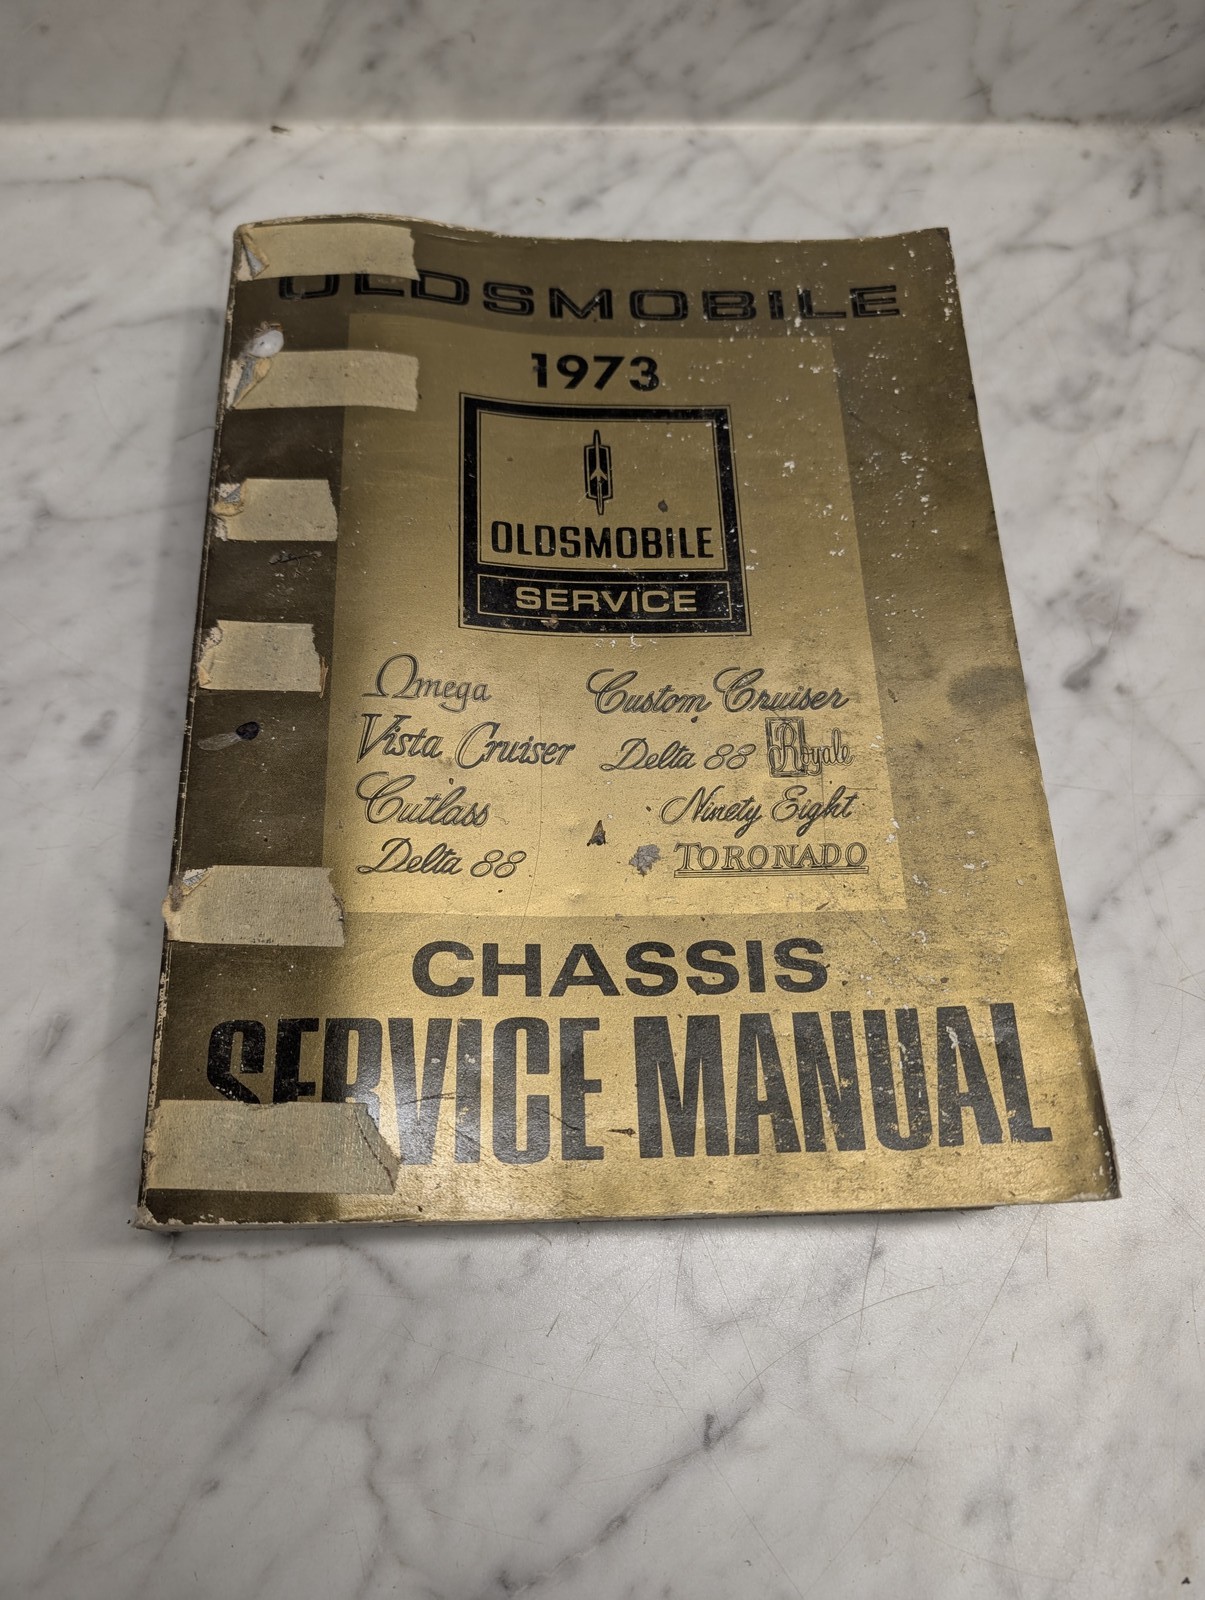 OLDSMOBILE
1973
OLDSMOBILE
SERVICE
Omega
Vista Cruiser
Cutlass
Delta 88
Custom Cruiser
Delta 88 Royale
Ninety Eight
TORONADO
CHASSIS
SERVICE MANUAL